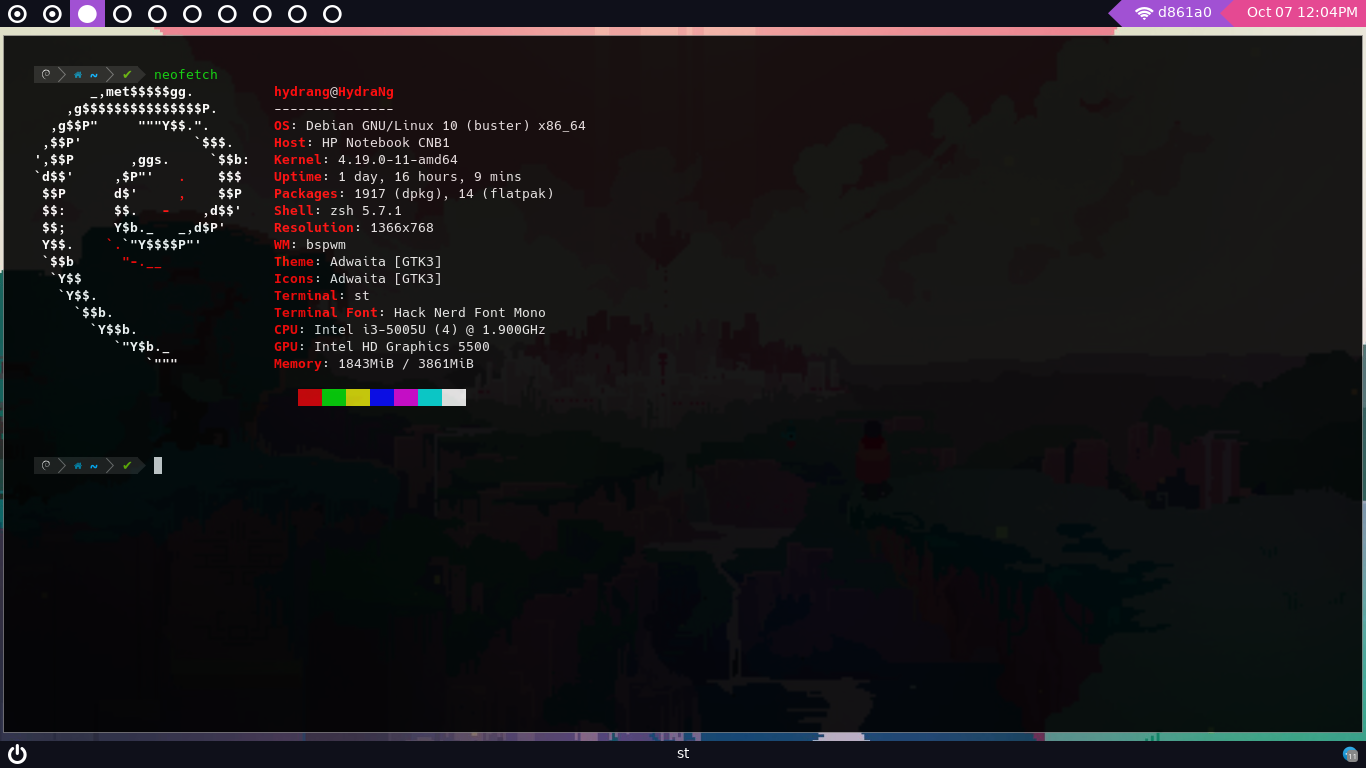 d861a0 Oct 07 12:04PM
~ ✔ neofetch
_,met$$$$$gg.
,g$$$$$$$$$$$$$$$P.
,g$$P" """Y$$.".
,$$P' `$$$.
',$$P ,ggs. `$$b:
`d$$' ,$P"' . $$$
$$P d$' , $$P
$$: $$. - ,d$$'
$$; Y$b._ _,d$P'
Y$$. `.`"Y$$$$P"'
`$$b "-.__
`Y$$
`Y$$.
`$$b.
`Y$$b.
`"Y$b._
`"""
hydrang@HydraNg
---------------
OS: Debian GNU/Linux 10 (buster) x86_64
Host: HP Notebook CNB1
Kernel: 4.19.0-11-amd64
Uptime: 1 day, 16 hours, 9 mins
Packages: 1917 (dpkg), 14 (flatpak)
Shell: zsh 5.7.1
Resolution: 1366x768
WM: bspwm
Theme: Adwaita [GTK3]
Icons: Adwaita [GTK3]
Terminal: st
Terminal Font: Hack Nerd Font Mono
CPU: Intel i3-5005U (4) @ 1.900GHz
GPU: Intel HD Graphics 5500
Memory: 1843MiB / 3861MiB
~ ✔
st
11